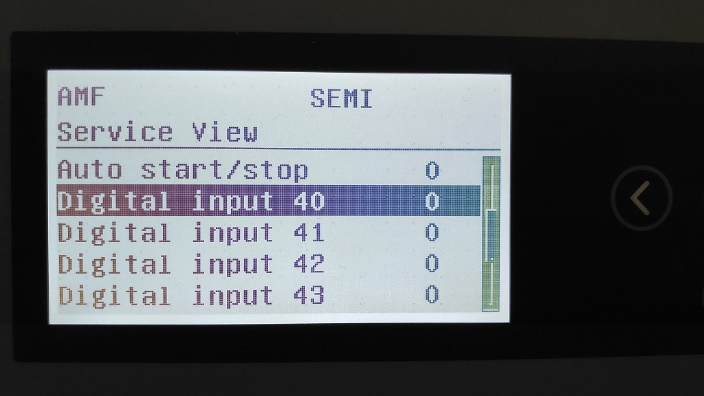 AMF SEMI
Service View
Auto start/stop 0
Digital input 40 0
Digital input 41 0
Digital input 42 0
Digital input 43 0